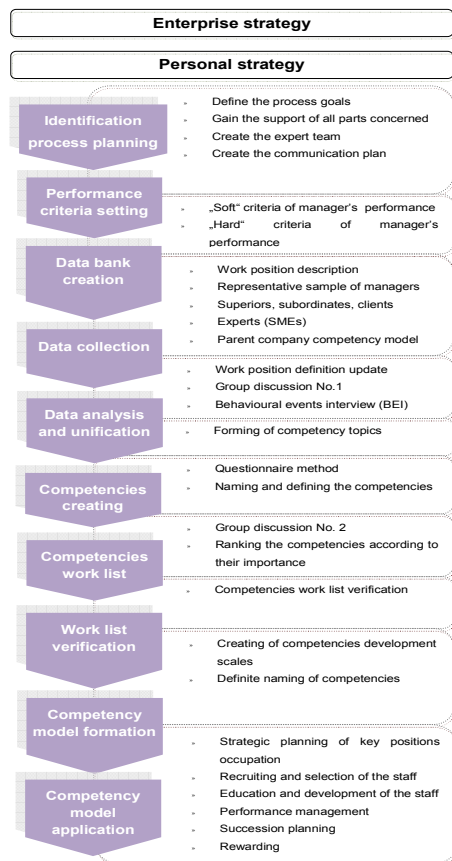 Enterprise strategy
Personal strategy
Identification
process planning
Define the process goals
Gain the support of all parts concerned
Create the expert team
Create the communication plan
Performance
criteria setting
„Soft“ criteria of manager's performance
„Hard“ criteria of manager's
performance
Data bank
creation
Work position description
Representative sample of managers
Superiors, subordinates, clients
Experts (SMEs)
Parent company competency model
Data collection
Work position definition update
Group discussion No.1
Behavioural events interview (BEI)
Data analysis
and unification
Forming of competency topics
Competencies
creating
Questionnaire method
Naming and defining the competencies
Competencies
work list
Group discussion No. 2
Ranking the competencies according to
their importance
Competencies work list verification
Work list
verification
Creating of competencies development
scales
Definite naming of competencies
Competency
model formation
Strategic planning of key positions
occupation
Recruiting and selection of the staff
Education and development of the staff
Performance management
Succession planning
Rewarding
Competency
model
application